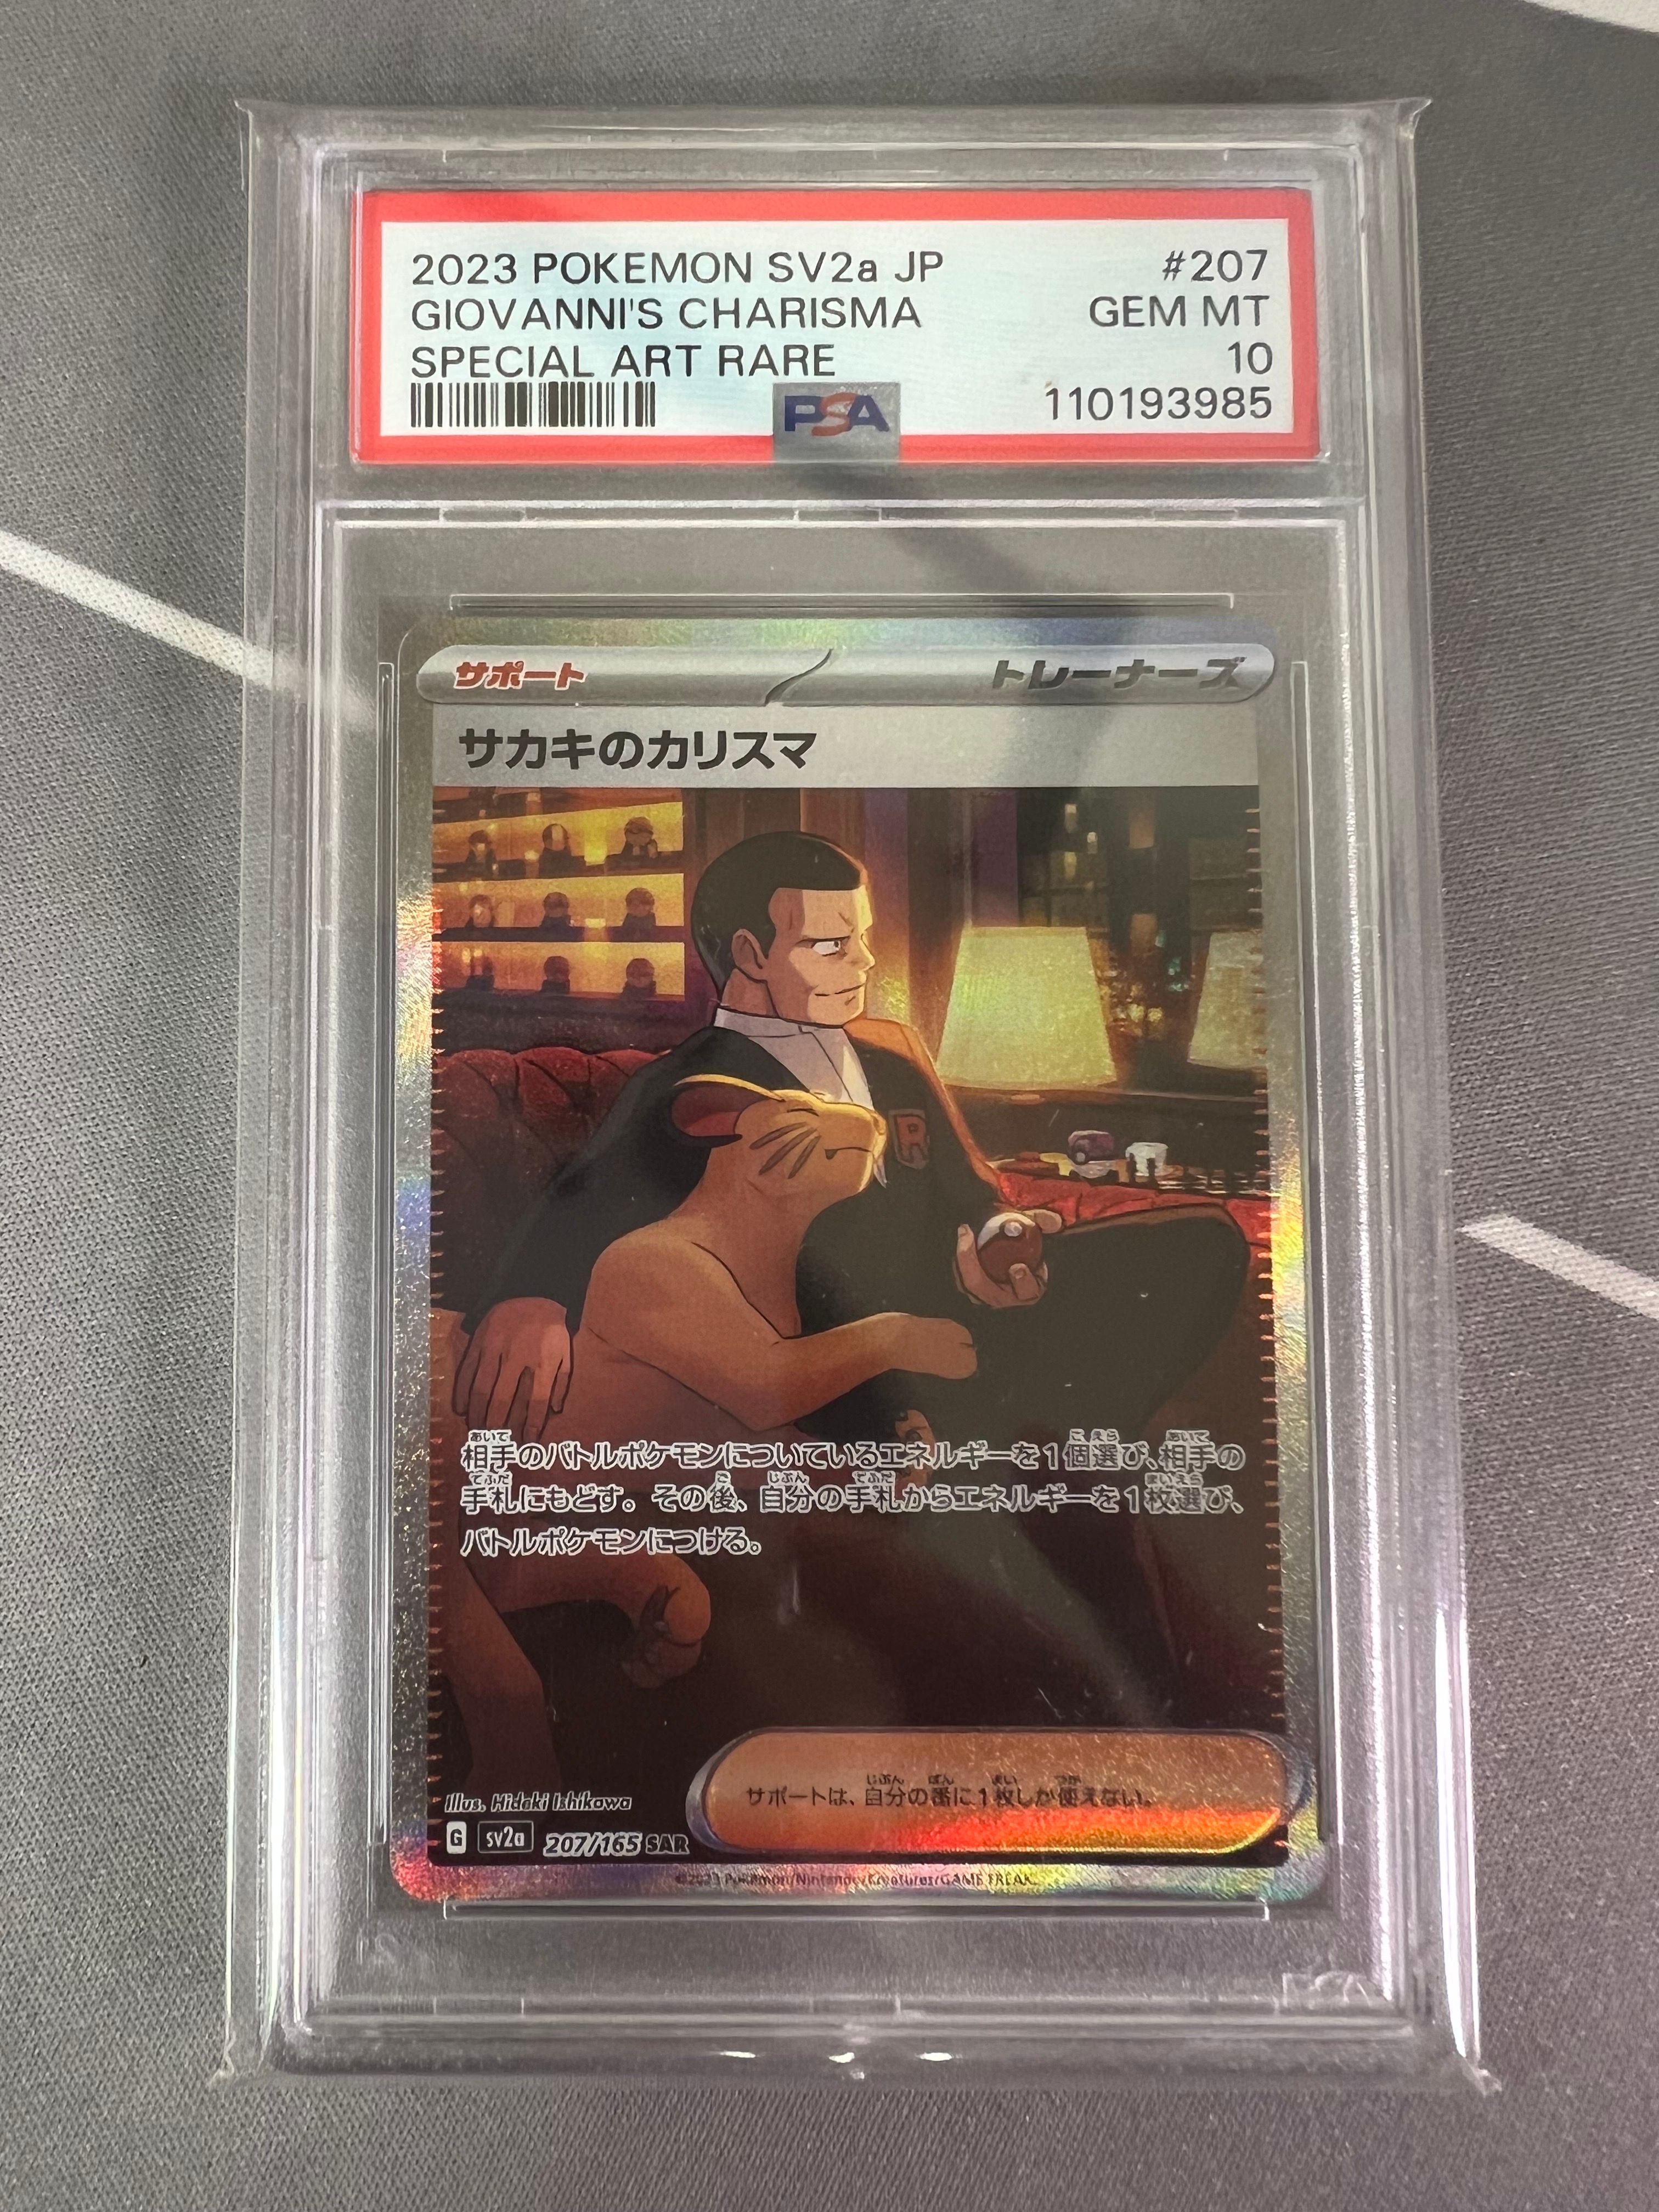 2023 POKEMON SV2a JP #207
GIOVANNI'S CHARISMA GEM MT
SPECIAL ART RARE 10
PSA 110193985
サポート トレーナーズ
サカキのカリスマ
R
相手のバトルポケモンについているエネルギーを1個選び、相手の
手札にもどす。その後、自分の手札からエネルギーを1枚選び、
バトルポケモンにつける。
サポートは、自分の番に1枚しか使えない。
Illus. Hideki Ishikawa
G sv2a 207/165 SAR
©2023 Pokémon/Nintendo/Creatures/GAME FREAK.